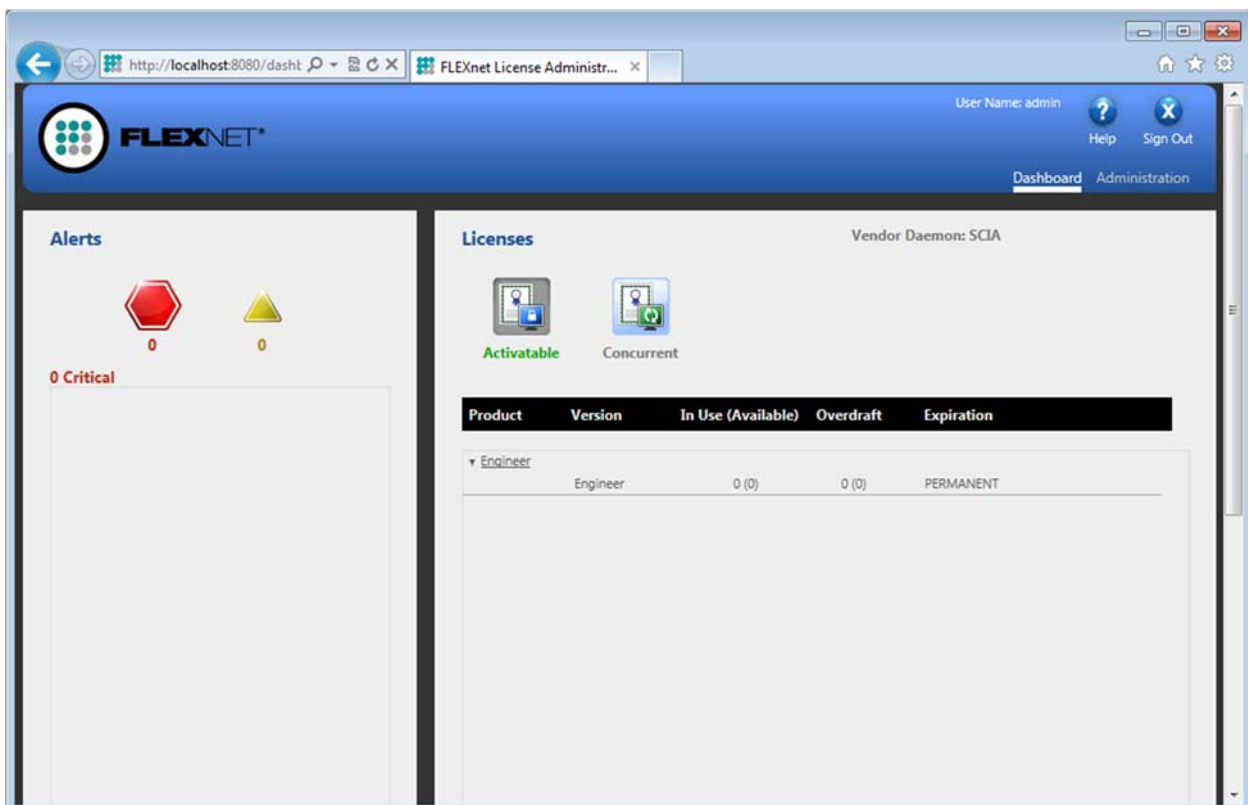 http://localhost:8080/dasht
FLEXnet License Administr...
User Name: admin
FLEXNET®
Help
Sign Out
Dashboard
Administration
Alerts
0
0
0 Critical
Licenses
Vendor Daemon: SCIA
Activatable
Concurrent
Product Version In Use (Available) Overdraft Expiration
Engineer
Engineer 0 (0) 0 (0) PERMANENT